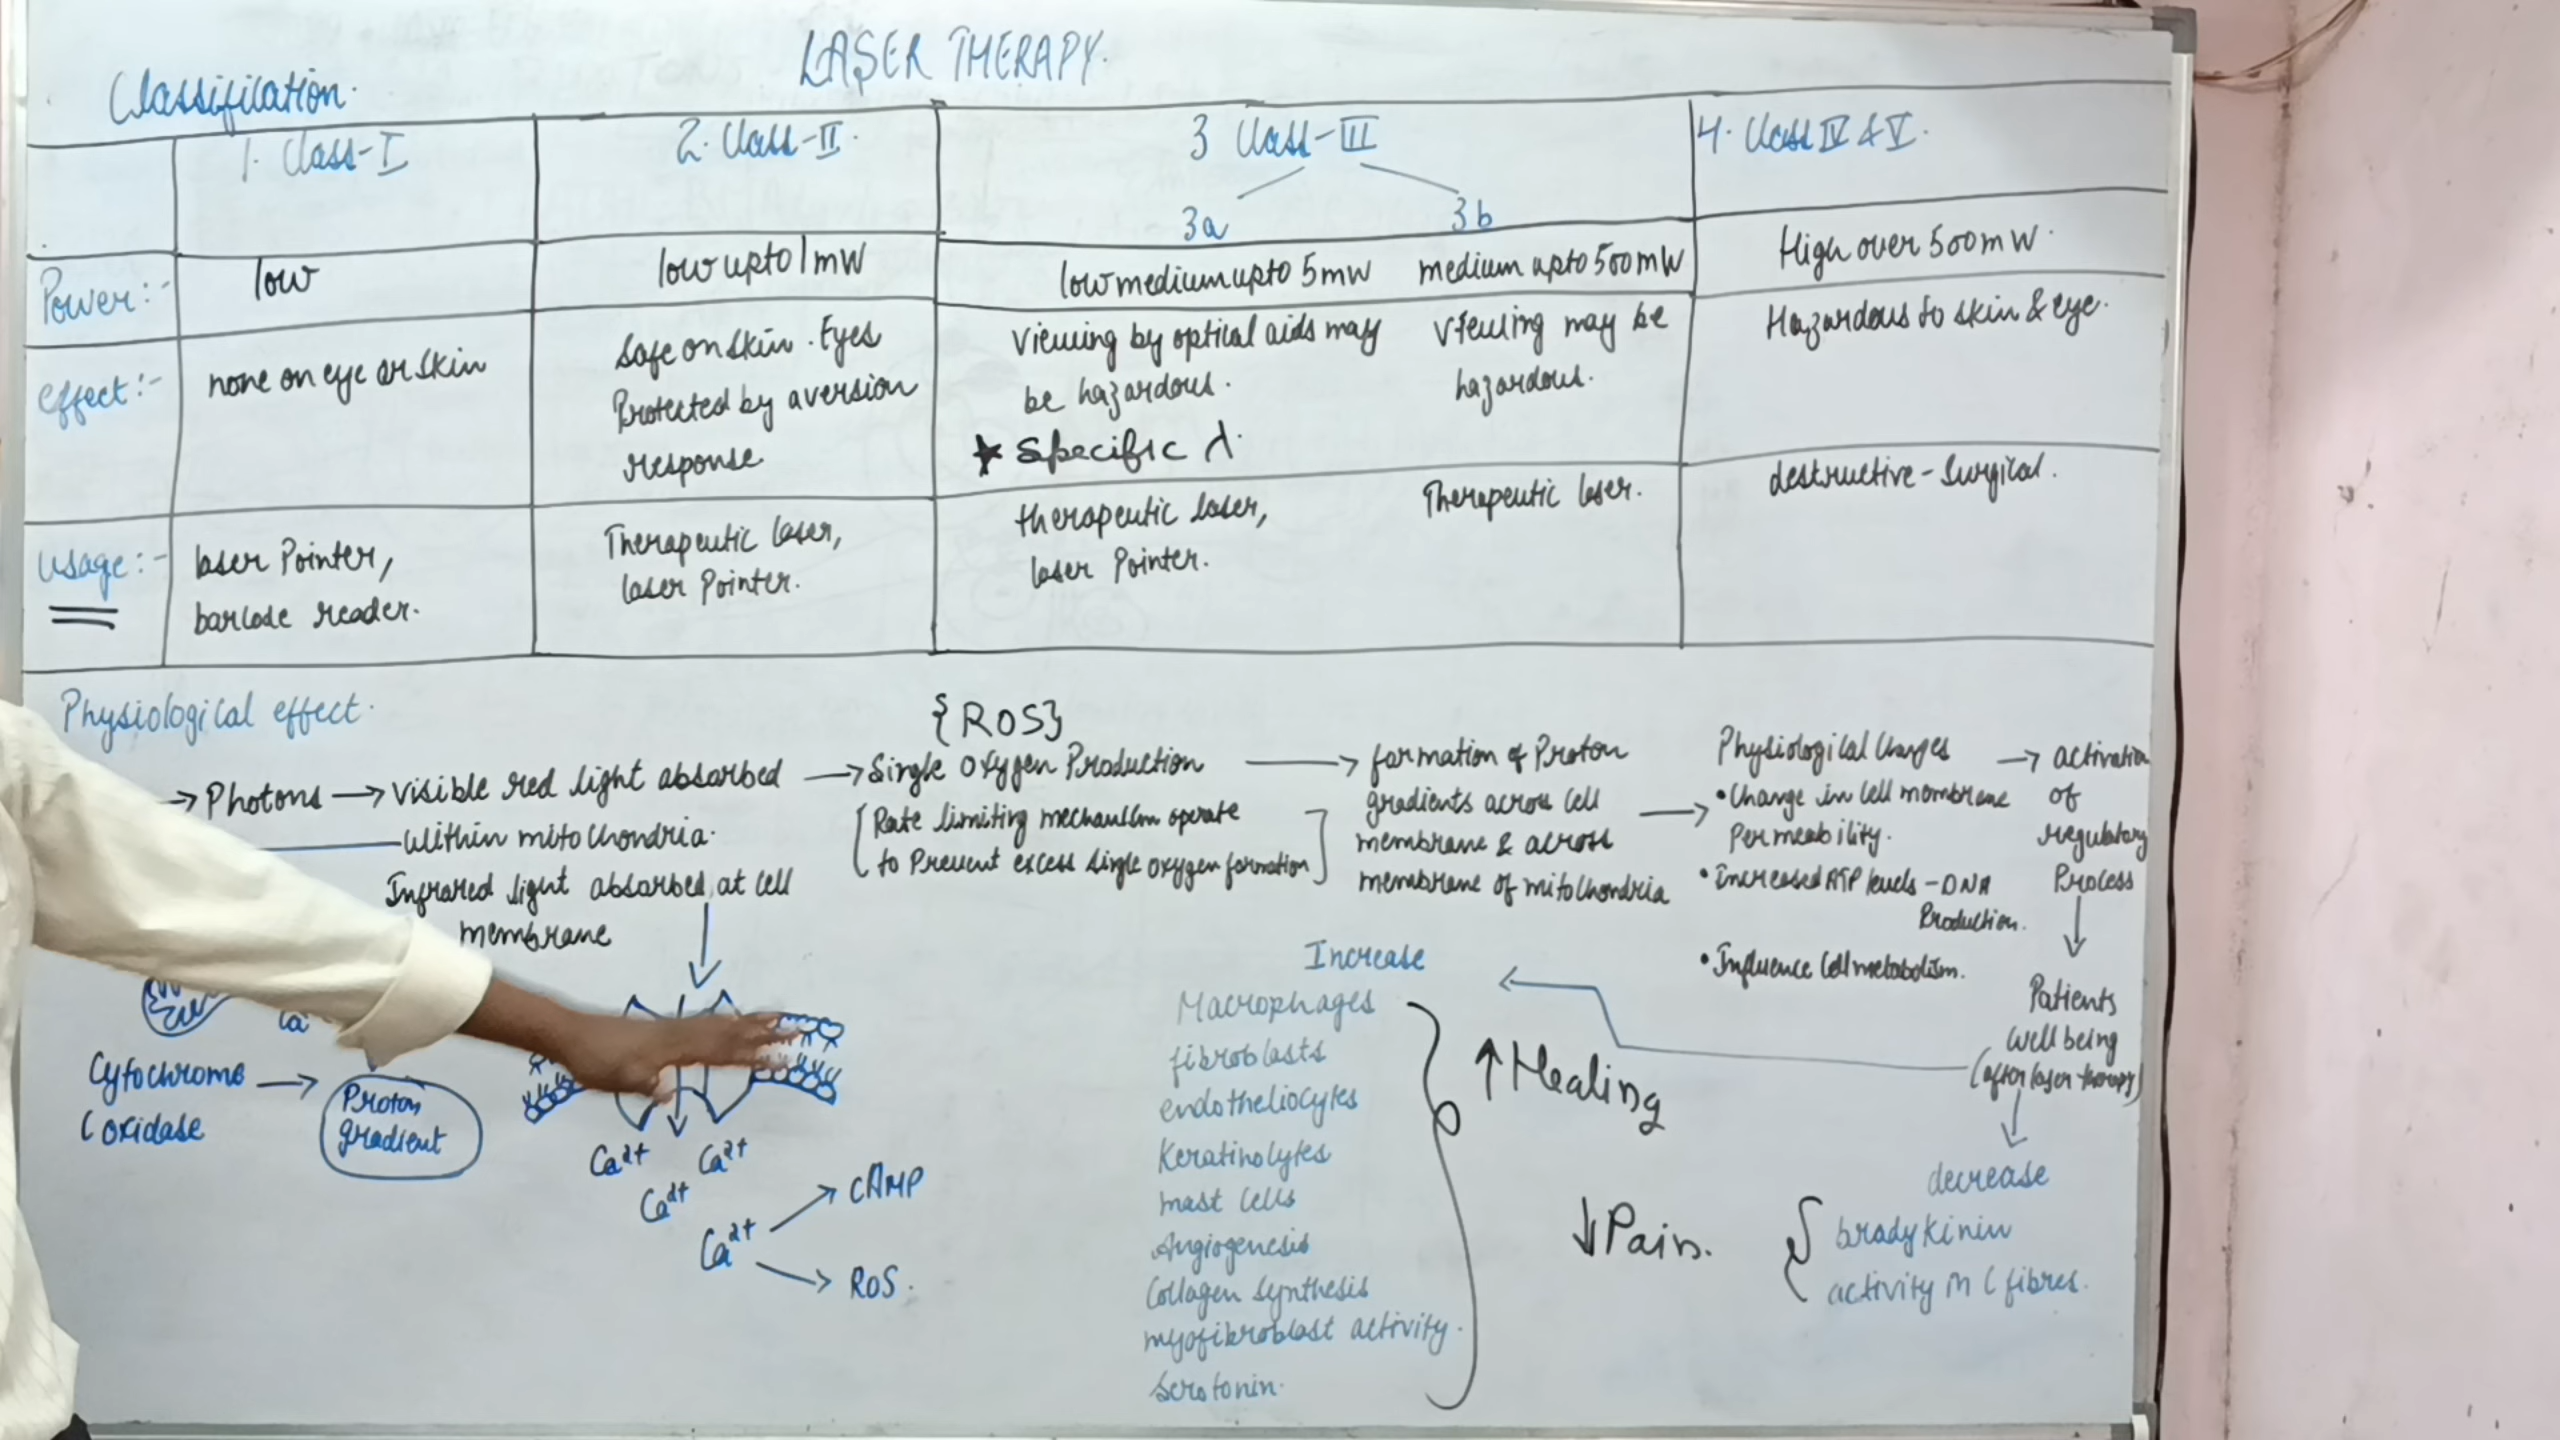 LASER THERAPY.
Classification.
1. Class-I
2. Class-II.
3 Class-III
3a
3b
4. Class IV & V.
Power:-
low
low upto 1mW
low medium upto 5mw
medium upto 500mW
High over 500mW.
effect:-
none on eye or skin
Safe on skin. Eyes
Protected by aversion
response
Viewing by optical aids may
be hazardous.
★ Specific λ.
Viewing may be
hazardous.
Hazardous to skin & eye.
usage:-
laser Pointer,
barcode reader.
Therapeutic laser,
laser Pointer.
therapeutic laser,
laser Pointer.
Therapeutic laser.
destructive - Surgical.
Physiological effect.
→ Photons → Visible red light absorbed
within mitochondria.
Infrared light absorbed at cell
membrane
{ROS}
→ Single Oxygen Production
[Rate limiting mechanism operate
to Prevent excess single oxygen formation]
→ formation of Proton
gradients across cell
membrane & across
membrane of mitochondria
→ Physiological Changes
• Change in cell membrane
Permeability.
• Increased ATP levels - DNA
Production.
• Influence Cell metabolism.
→ activation
of
regulatory
Process
↓
Patients
well being
(after laser therapy)
↓
decrease
bradykinin
activity in C fibres.
↓ Pain.
Increase
Macrophages
fibroblasts
endotheliocytes
Keratinocytes
mast Cells
Angiogenesis
Collagen synthesis
myofibroblast activity.
Serotonin.
↑ Healing
Ca
Cytochrome
C oxidase
→ Proton
gradient
Ca2+ Ca2+
Ca2+
Ca2+
→ cAMP
→ ROS.